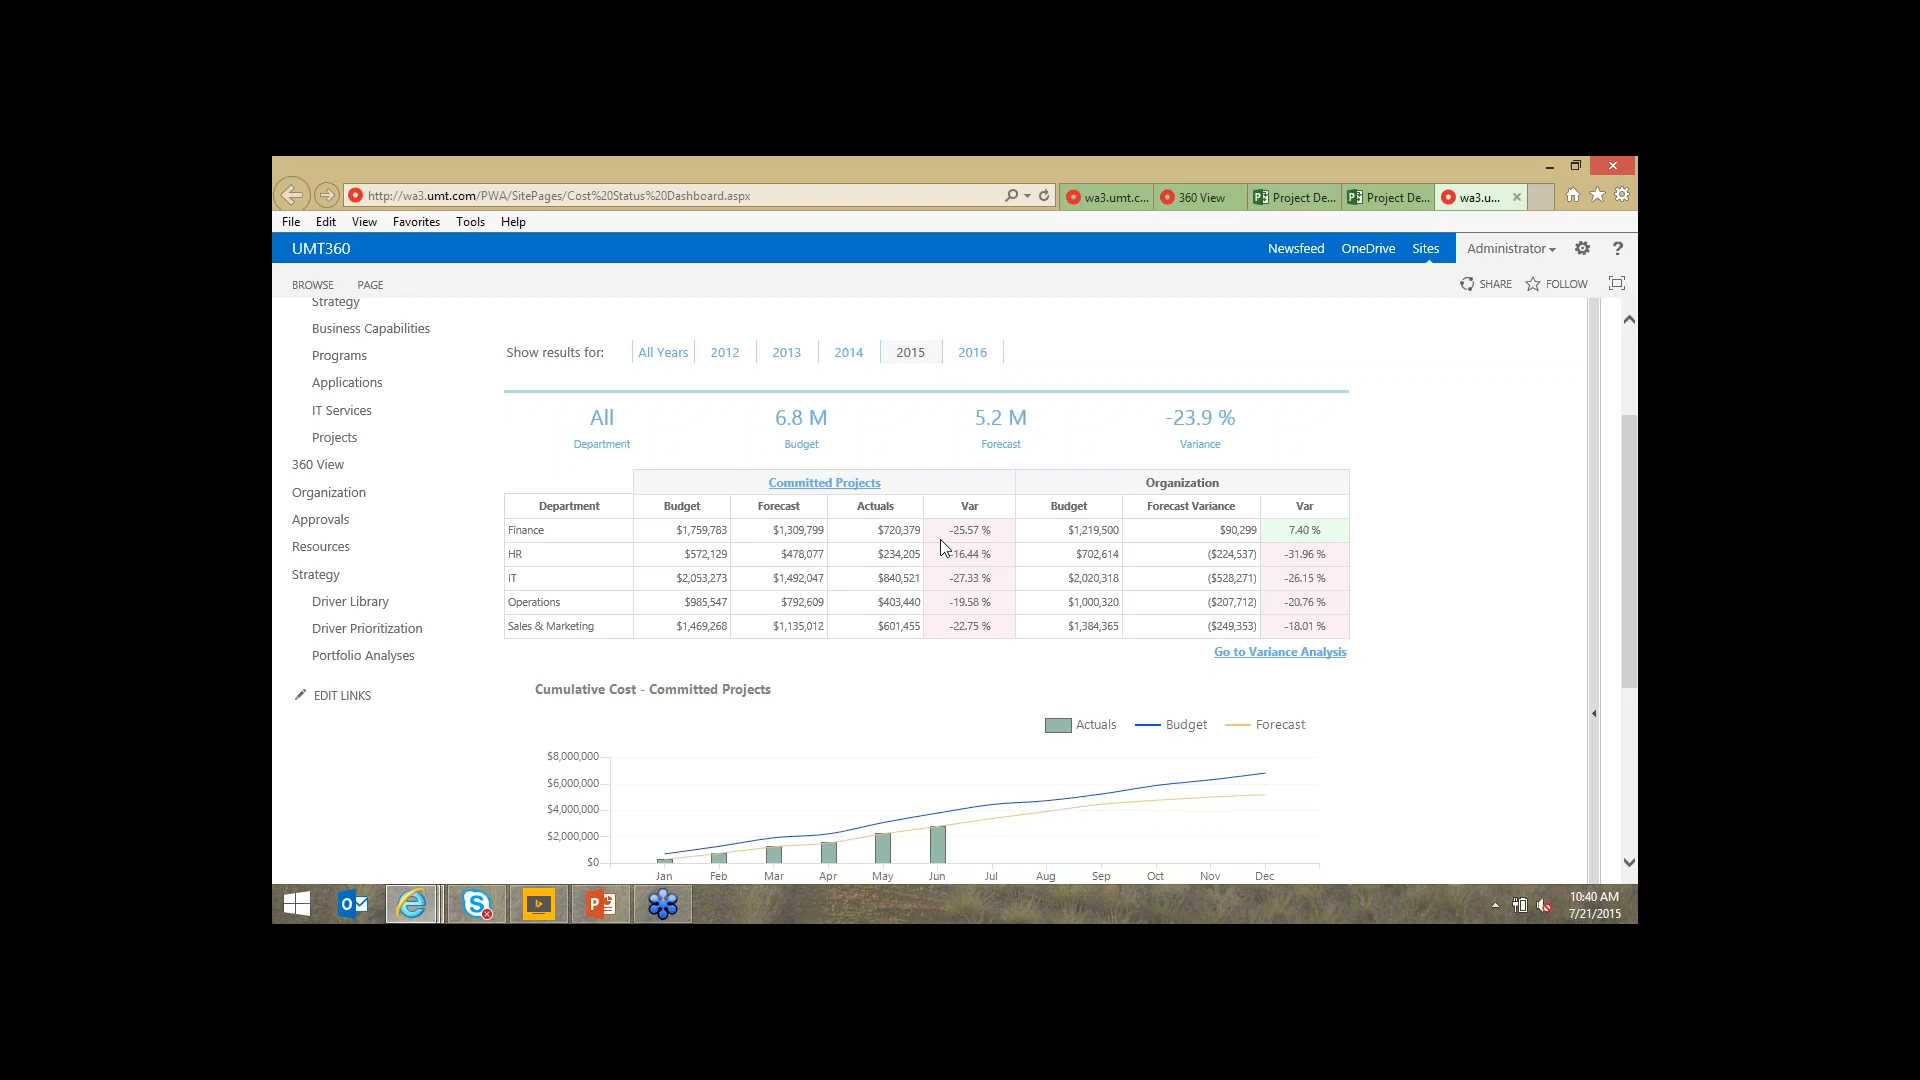 http://wa3.umt.com/PWA/SitePages/Cost%20Status%20Dashboard.aspx wa3.umt.c... 360 View Project De... Project De... wa3.u...
File Edit View Favorites Tools Help
UMT360 Newsfeed OneDrive Sites Administrator ?
BROWSE PAGE SHARE FOLLOW
Strategy
Business Capabilities
Programs
Applications
IT Services
Projects
360 View
Organization
Approvals
Resources
Strategy
Driver Library
Driver Prioritization
Portfolio Analyses
EDIT LINKS
Show results for: All Years 2012 2013 2014 2015 2016
All 6.8 M 5.2 M -23.9 %
Department Budget Forecast Variance
Committed Projects Organization
Department Budget Forecast Actuals Var Budget Forecast Variance Var
Finance $1,759,783 $1,309,799 $720,379 -25.57 % $1,219,500 $90,299 7.40 %
HR $572,129 $478,077 $234,205 16.44 % $702,614 ($224,537) -31.96 %
IT $2,053,273 $1,492,047 $840,521 -27.33 % $2,020,318 ($528,271) -26.15 %
Operations $985,547 $792,609 $403,440 -19.58 % $1,000,320 ($207,712) -20.76 %
Sales & Marketing $1,469,268 $1,135,012 $601,455 -22.75 % $1,384,365 ($249,353) -18.01 %
Go to Variance Analysis
Cumulative Cost - Committed Projects
Actuals Budget Forecast
$8,000,000
$6,000,000
$4,000,000
$2,000,000
$0
Jan Feb Mar Apr May Jun Jul Aug Sep Oct Nov Dec
10:40 AM
7/21/2015